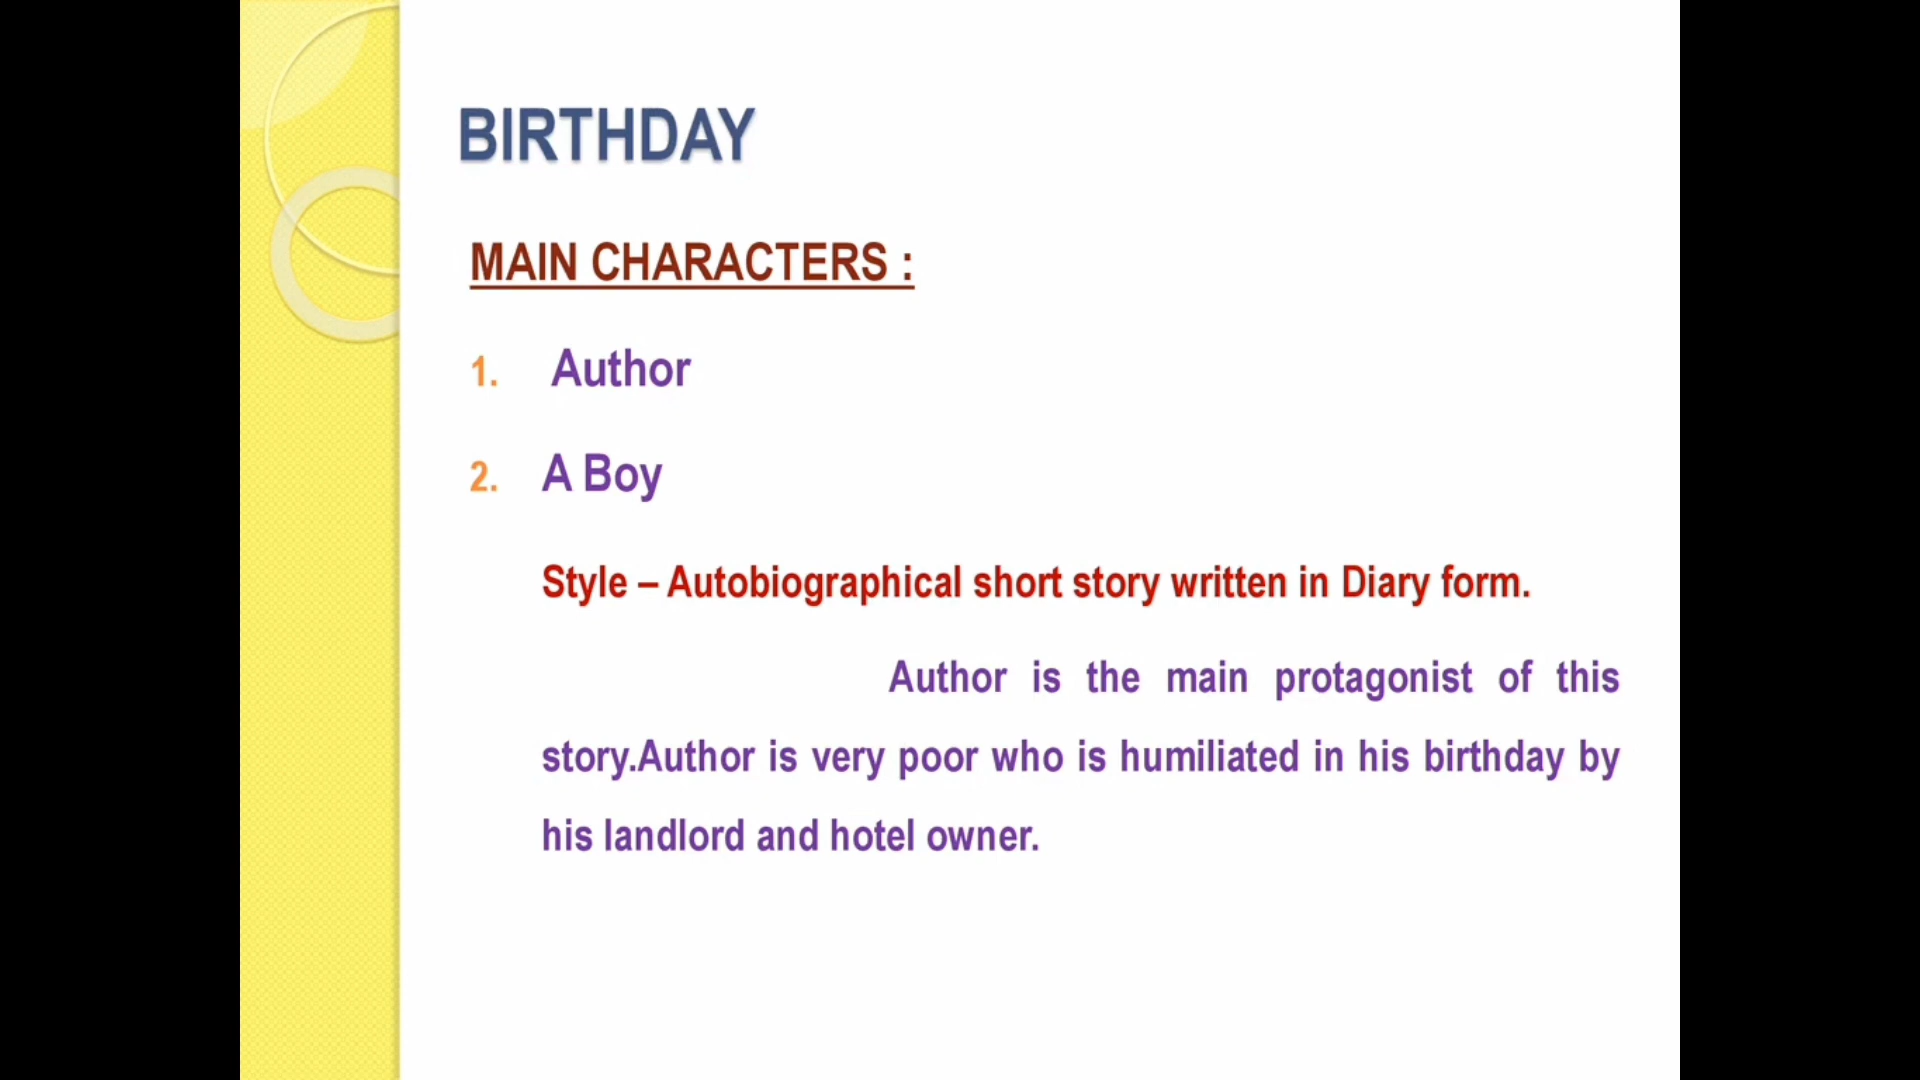 BIRTHDAY
MAIN CHARACTERS :
1. Author
2. A Boy
Style – Autobiographical short story written in Diary form.
Author is the main protagonist of this
story.Author is very poor who is humiliated in his birthday by
his landlord and hotel owner.